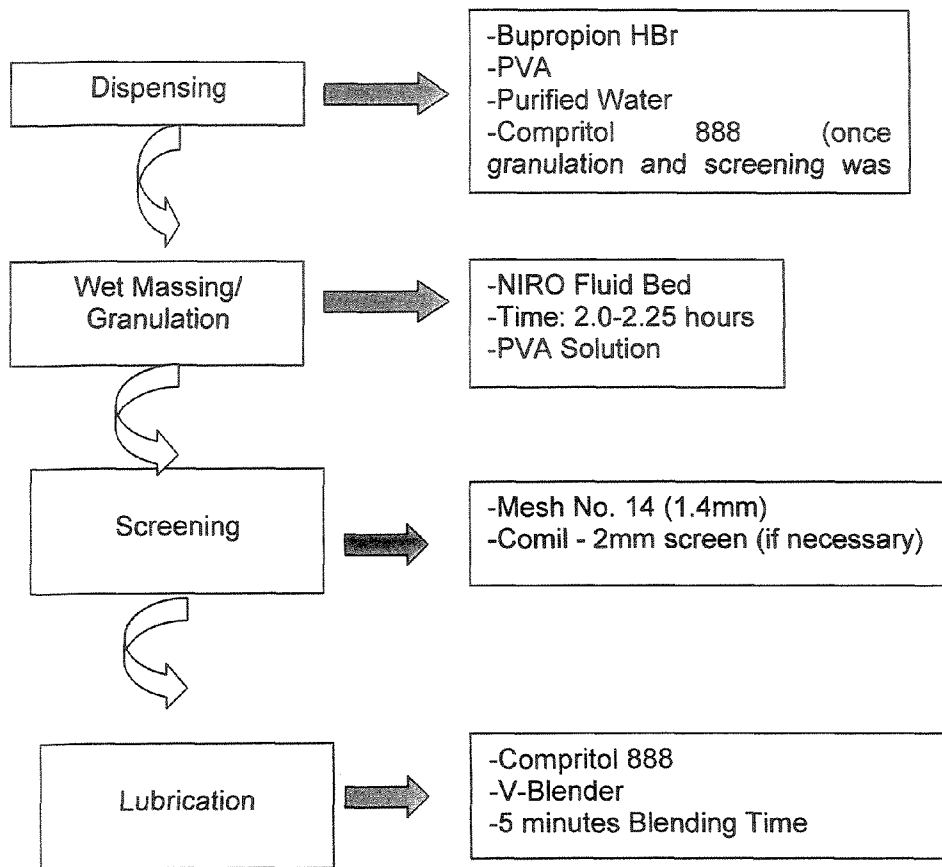 Dispensing
-Bupropion HBr
-PVA
-Purified Water
-Compritol 888 (once
granulation and screening was
Wet Massing/
Granulation
-NIRO Fluid Bed
-Time: 2.0-2.25 hours
-PVA Solution
Screening
-Mesh No. 14 (1.4mm)
-Comil - 2mm screen (if necessary)
Lubrication
-Compritol 888
-V-Blender
-5 minutes Blending Time